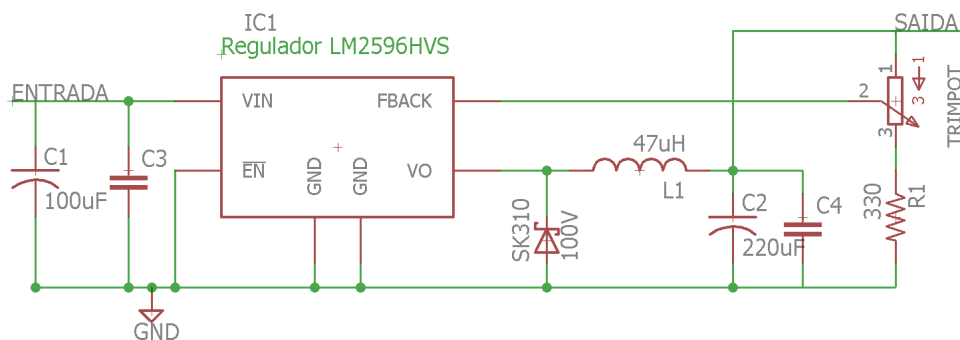 IC1
SAIDA
Regulador LM2596HVS
1
1
ENTRADA
VIN
FBACK
2
3
TRIMPOT
3
47uH
C1
C3
EN
GND
GND
VO
100uF
L1
C2
C4
330
R1
SK310
100V
220uF
GND